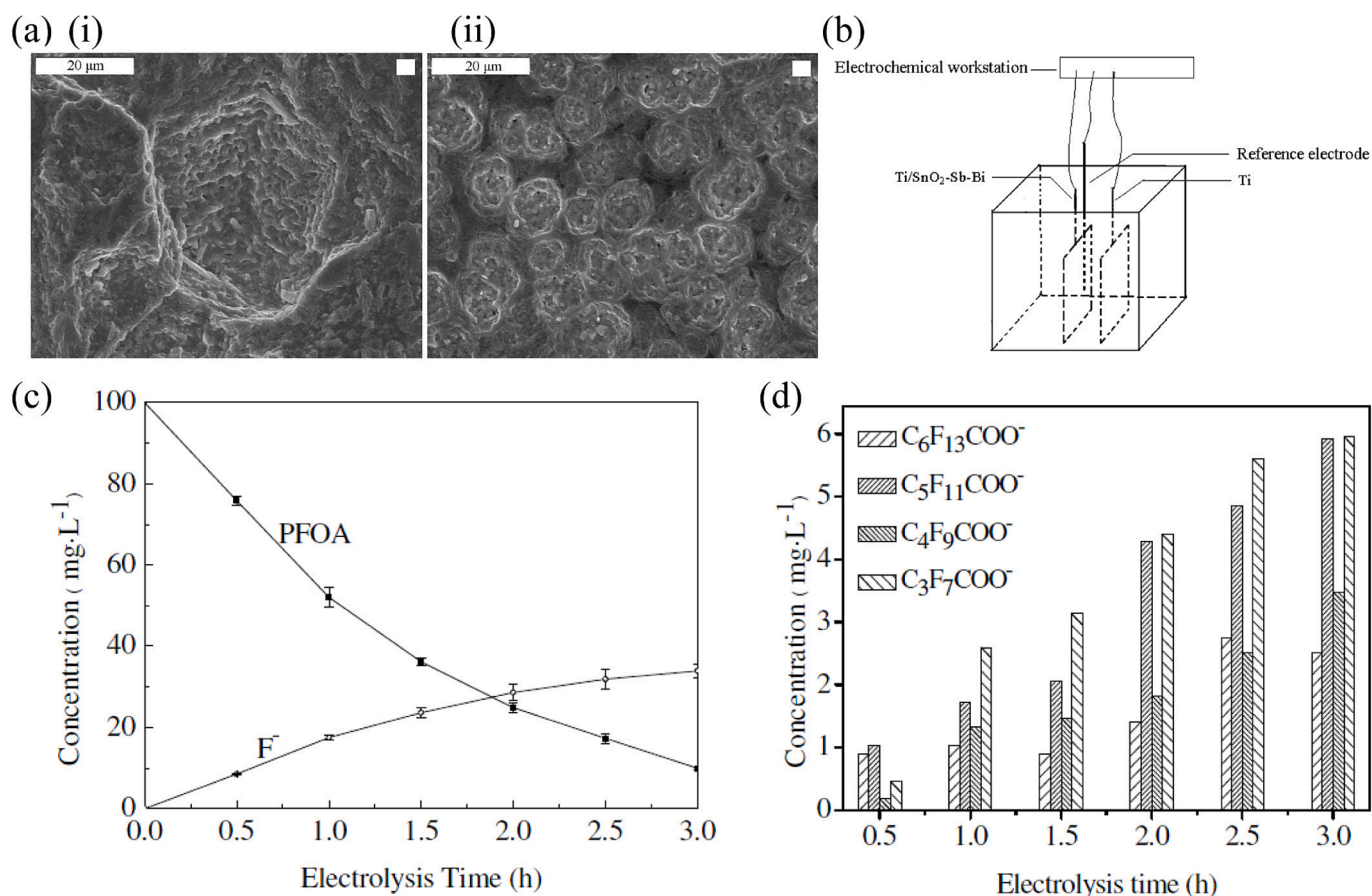 (a) (i)
20 μm
(ii)
20 μm
(b)
Electrochemical workstation
Reference electrode
Ti/SnO₂-Sb-Bi
Ti
(c)
Concentration ( mg·L⁻¹)
100
80
60
40
20
0
PFOA
F⁻
0.0 0.5 1.0 1.5 2.0 2.5 3.0
Electrolysis Time (h)
(d)
Concentration ( mg·L⁻¹)
6
5
4
3
2
1
0
C₆F₁₃COO⁻
C₅F₁₁COO⁻
C₄F₉COO⁻
C₃F₇COO⁻
0.5 1.0 1.5 2.0 2.5 3.0
Electrolysis time (h)